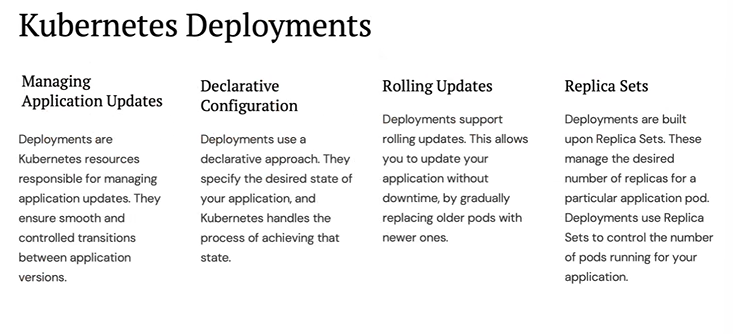 Kubernetes Deployments
Managing
Application Updates
Deployments are
Kubernetes resources
responsible for managing
application updates. They
ensure smooth and
controlled transitions
between application
versions.
Declarative
Configuration
Deployments use a
declarative approach. They
specify the desired state of
your application, and
Kubernetes handles the
process of achieving that
state.
Rolling Updates
Deployments support
rolling updates. This allows
you to update your
application without
downtime, by gradually
replacing older pods with
newer ones.
Replica Sets
Deployments are built
upon Replica Sets. These
manage the desired
number of replicas for a
particular application pod.
Deployments use Replica
Sets to control the number
of pods running for your
application.